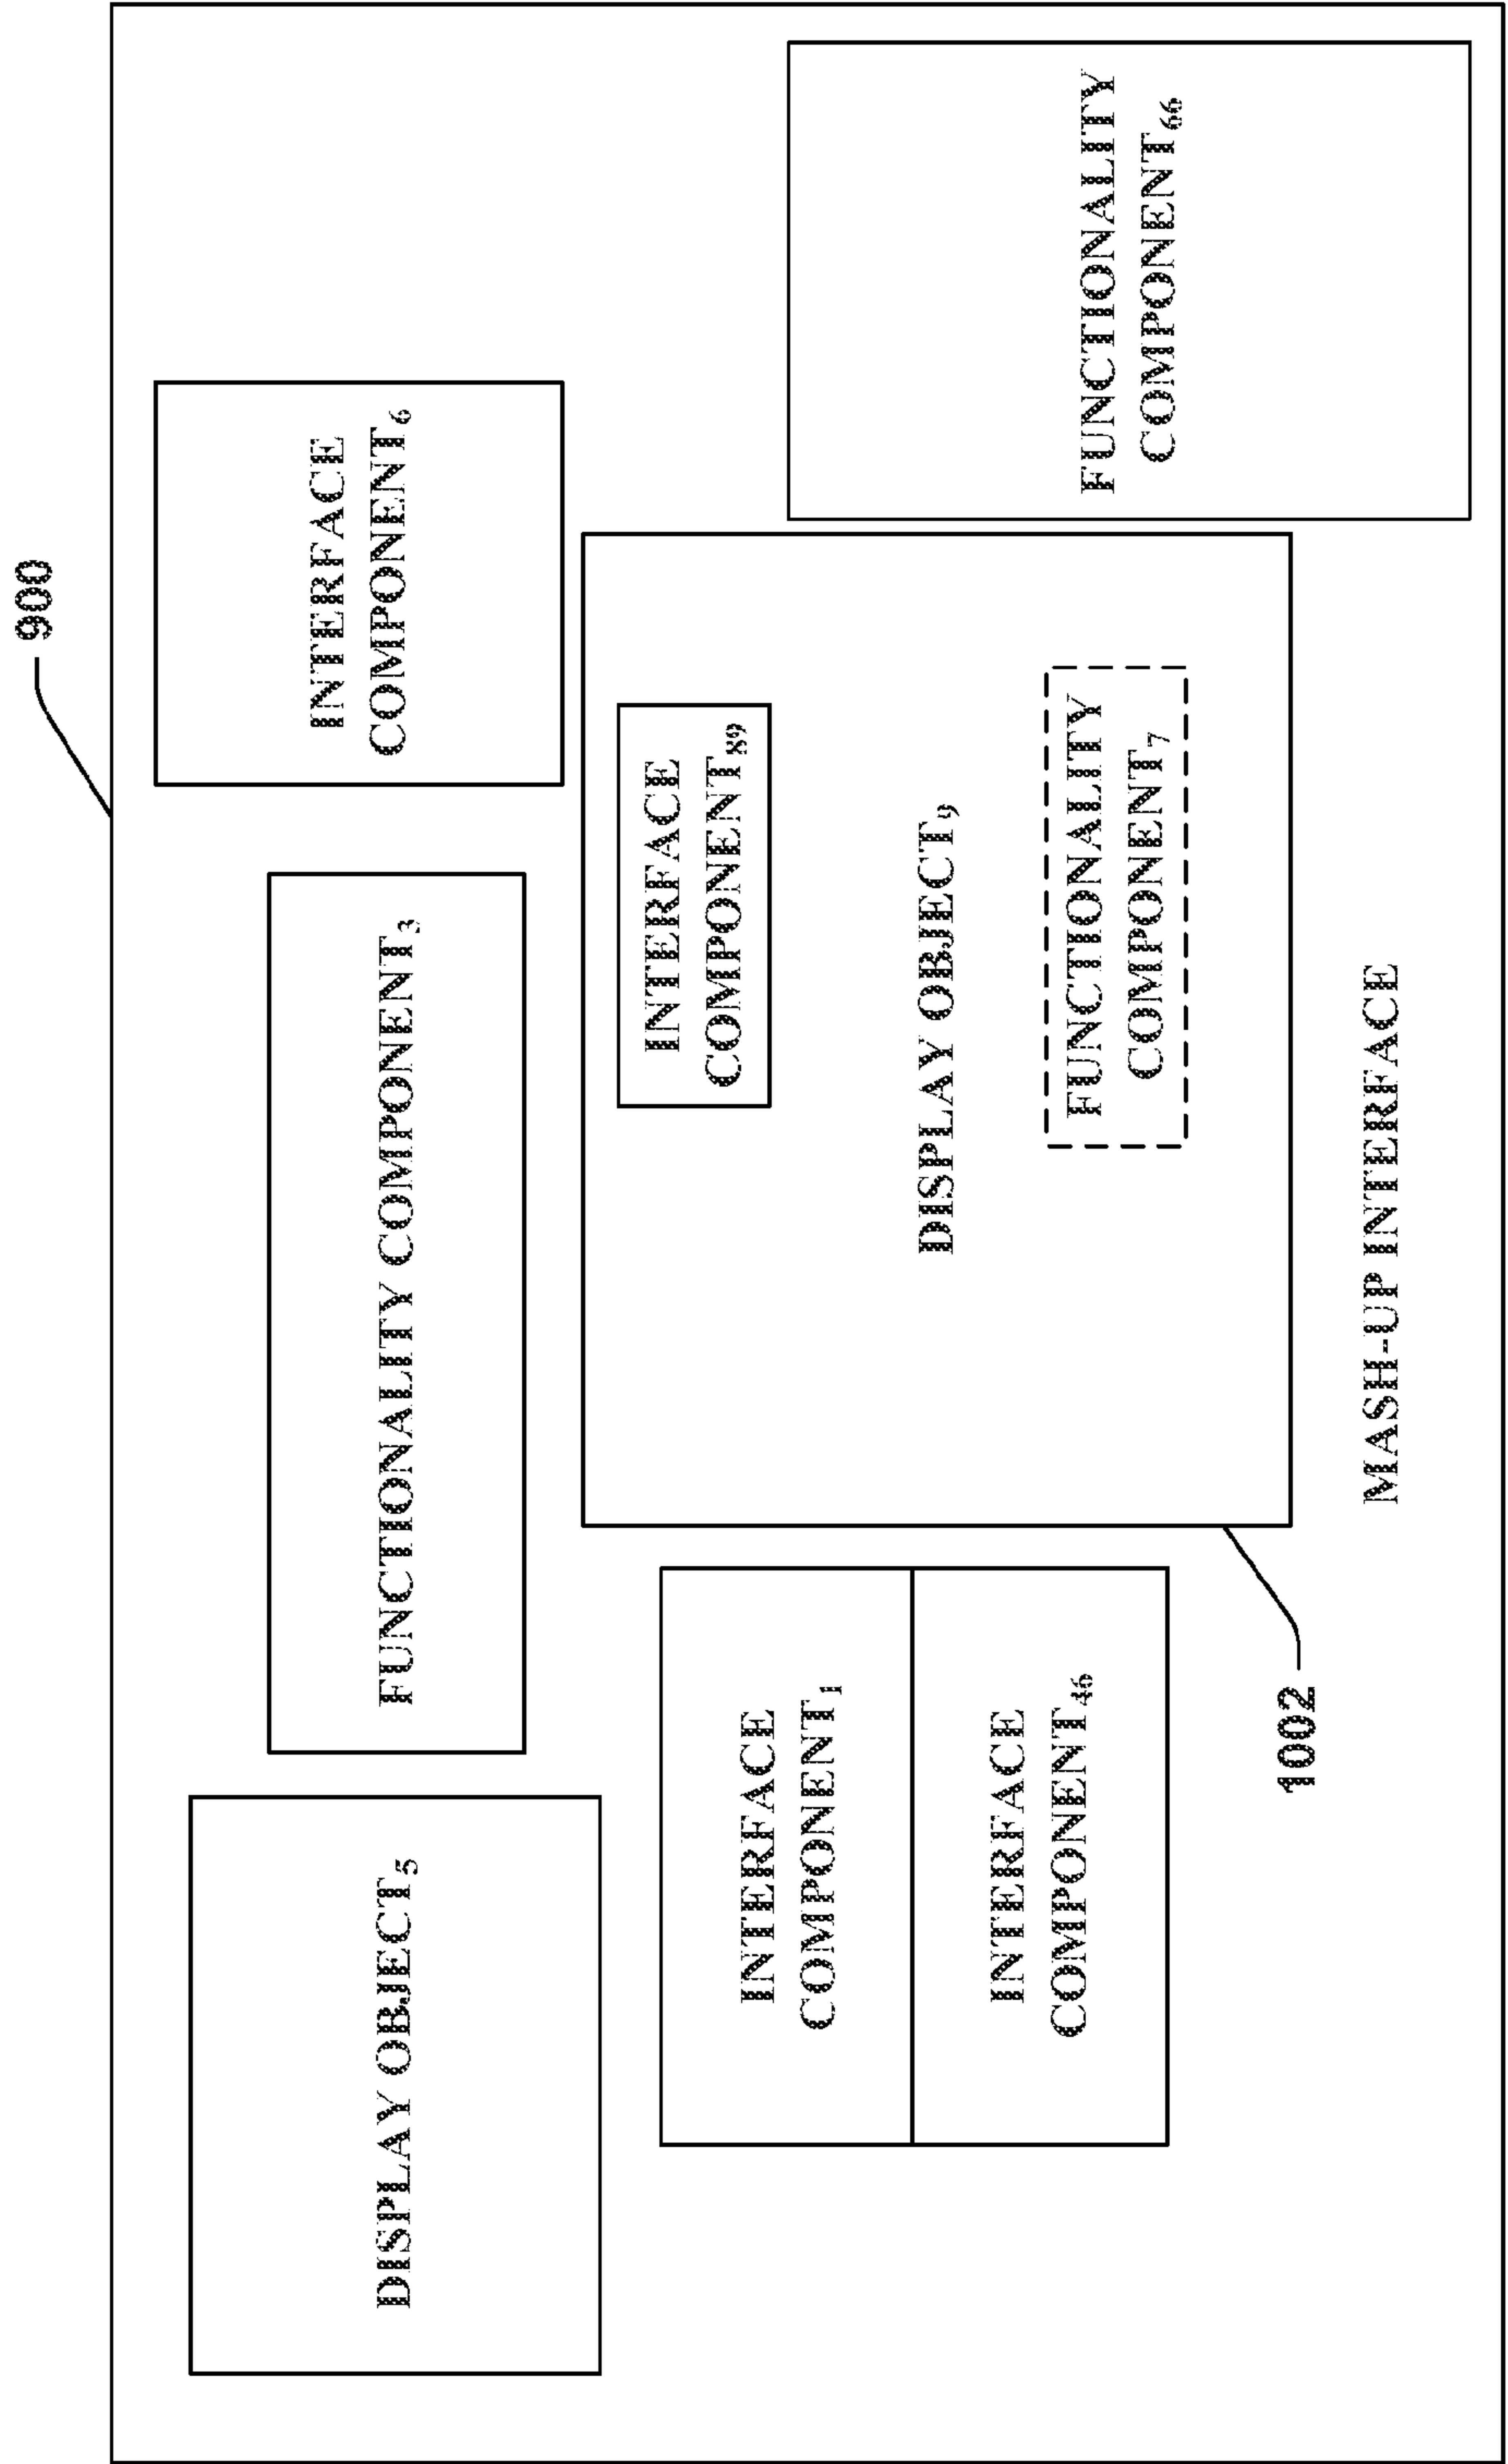 900
DISPLAY OBJECT₅
FUNCTIONALITY COMPONENT₃
INTERFACE
COMPONENT₆
INTERFACE
COMPONENT₁
INTERFACE
COMPONENT₄₆
INTERFACE
COMPONENT₈₉
DISPLAY OBJECT₉
FUNCTIONALITY
COMPONENT₇
FUNCTIONALITY
COMPONENT₆₆
1002
MASH-UP INTERFACE